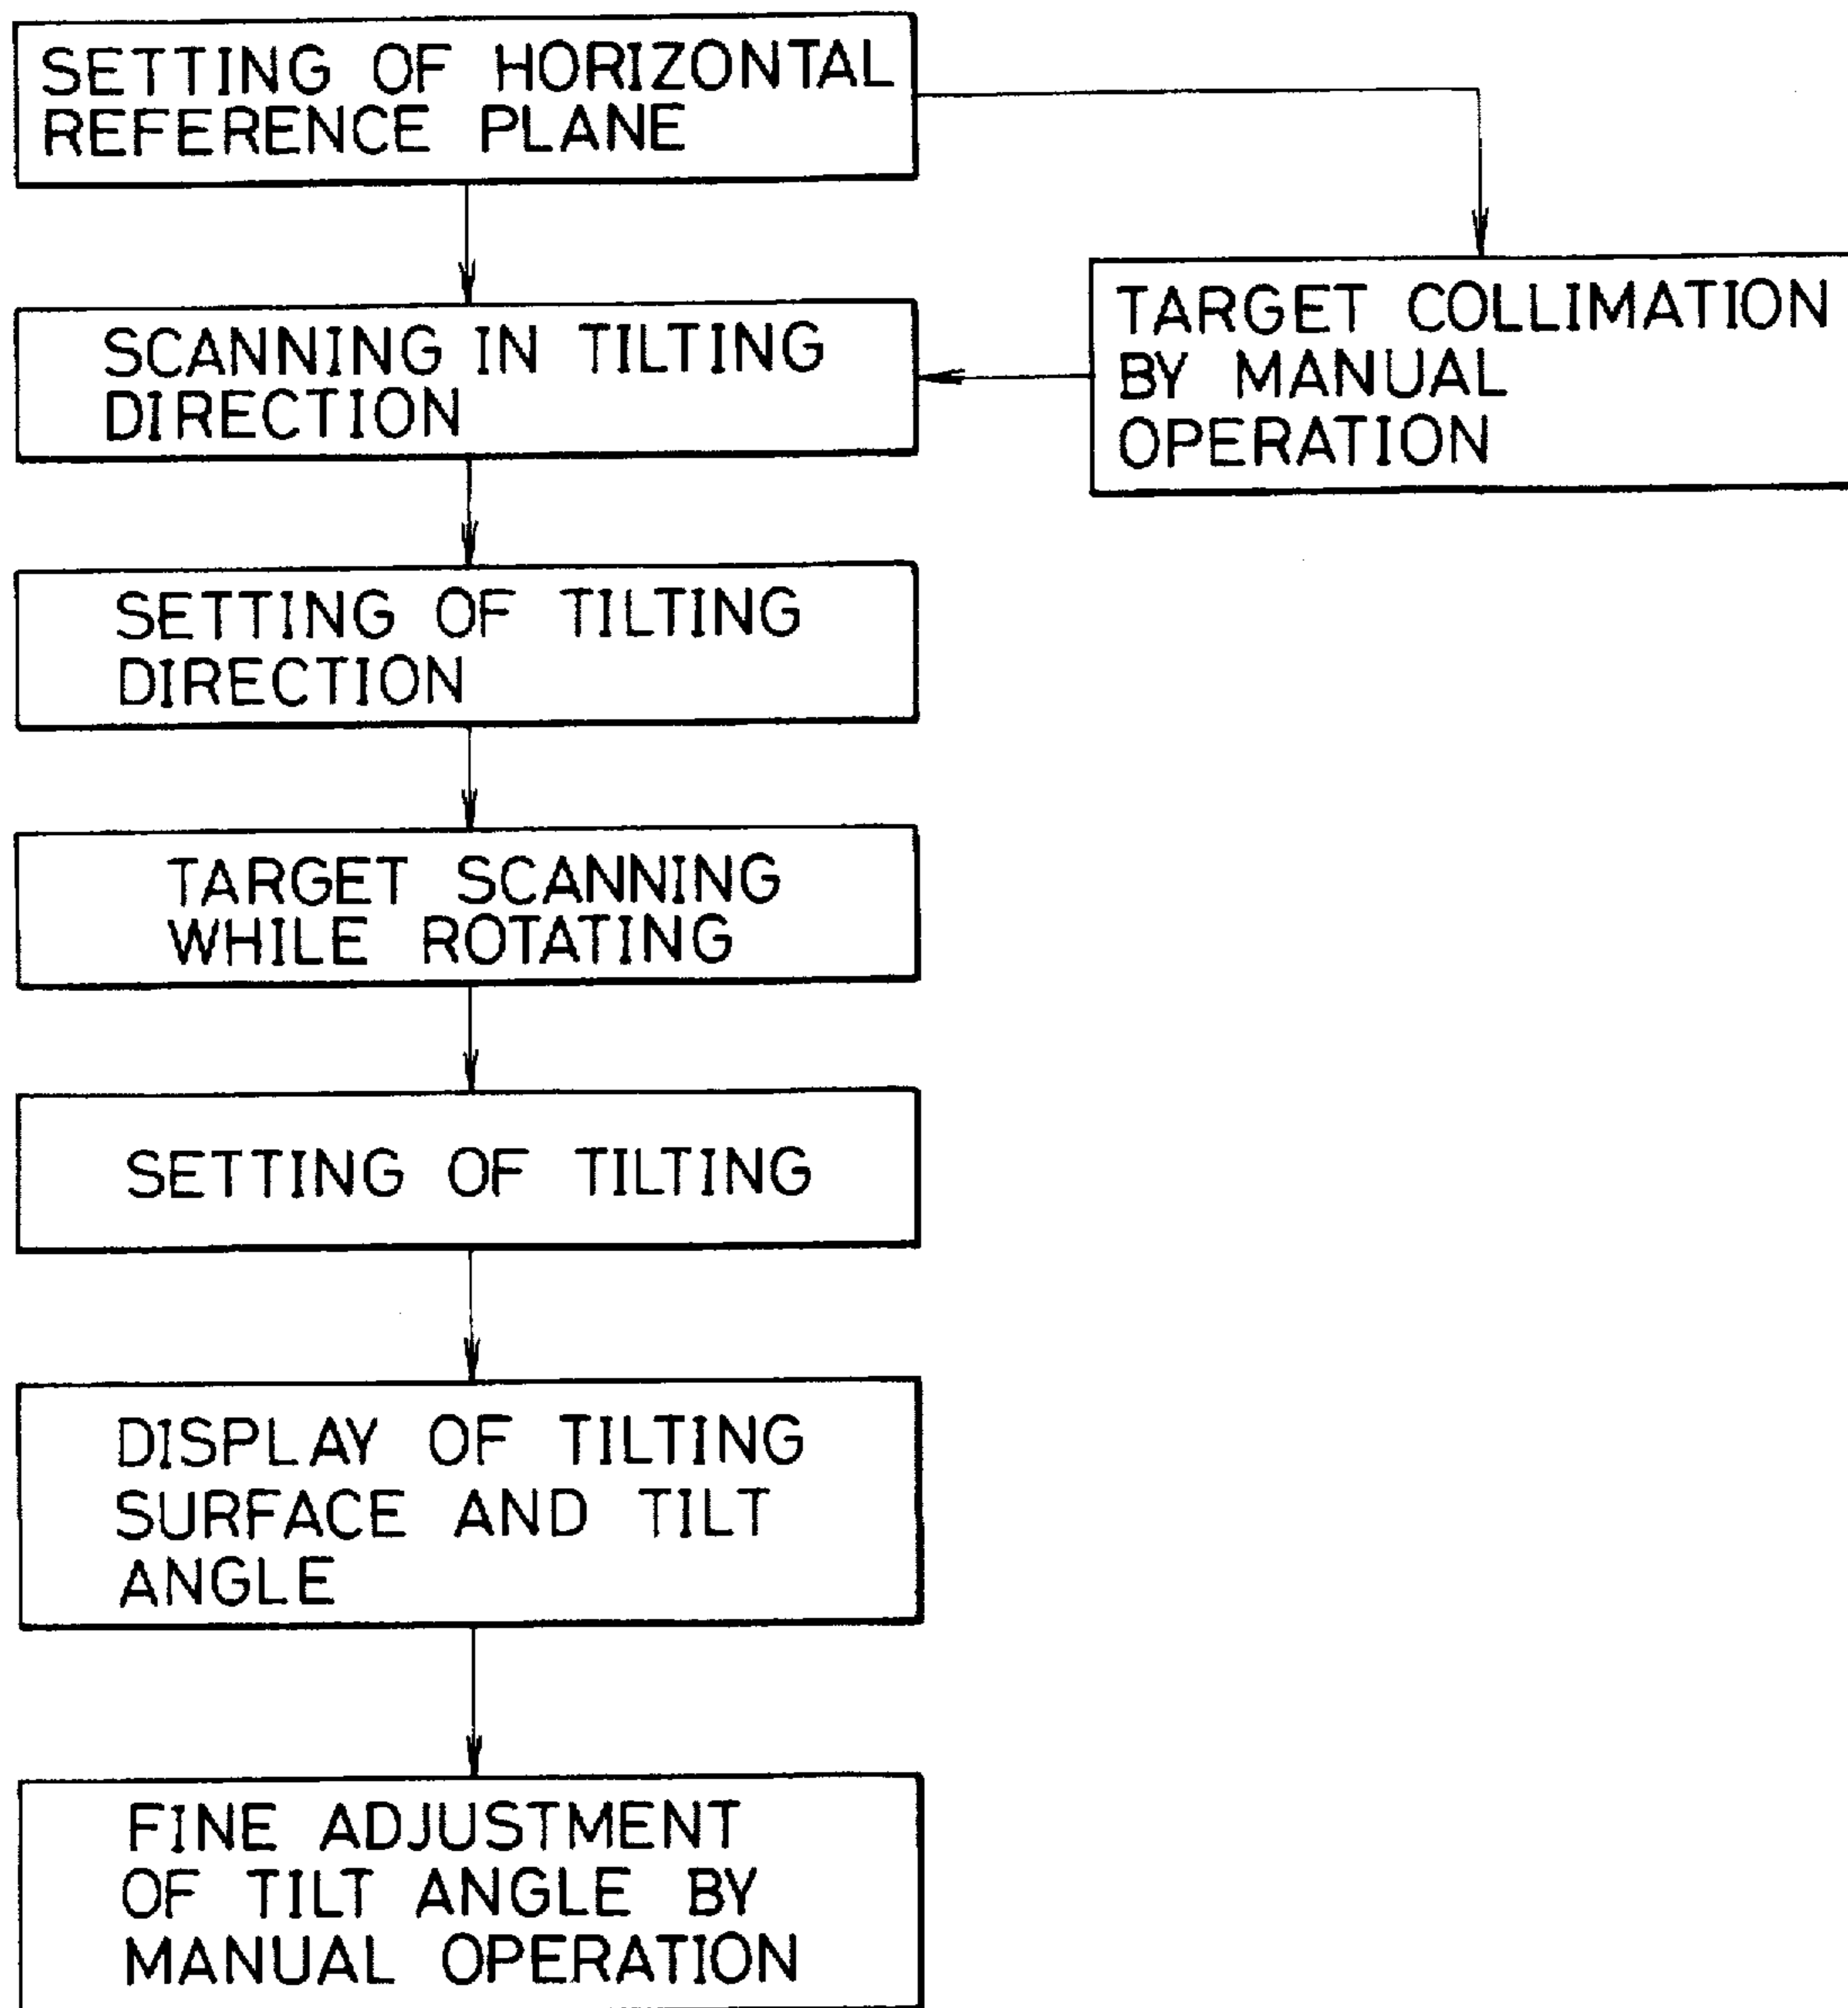 SETTING OF HORIZONTAL
REFERENCE PLANE
TARGET COLLIMATION
BY MANUAL
OPERATION
SCANNING IN TILTING
DIRECTION
SETTING OF TILTING
DIRECTION
TARGET SCANNING
WHILE ROTATING
SETTING OF TILTING
DISPLAY OF TILTING
SURFACE AND TILT
ANGLE
FINE ADJUSTMENT
OF TILT ANGLE BY
MANUAL OPERATION